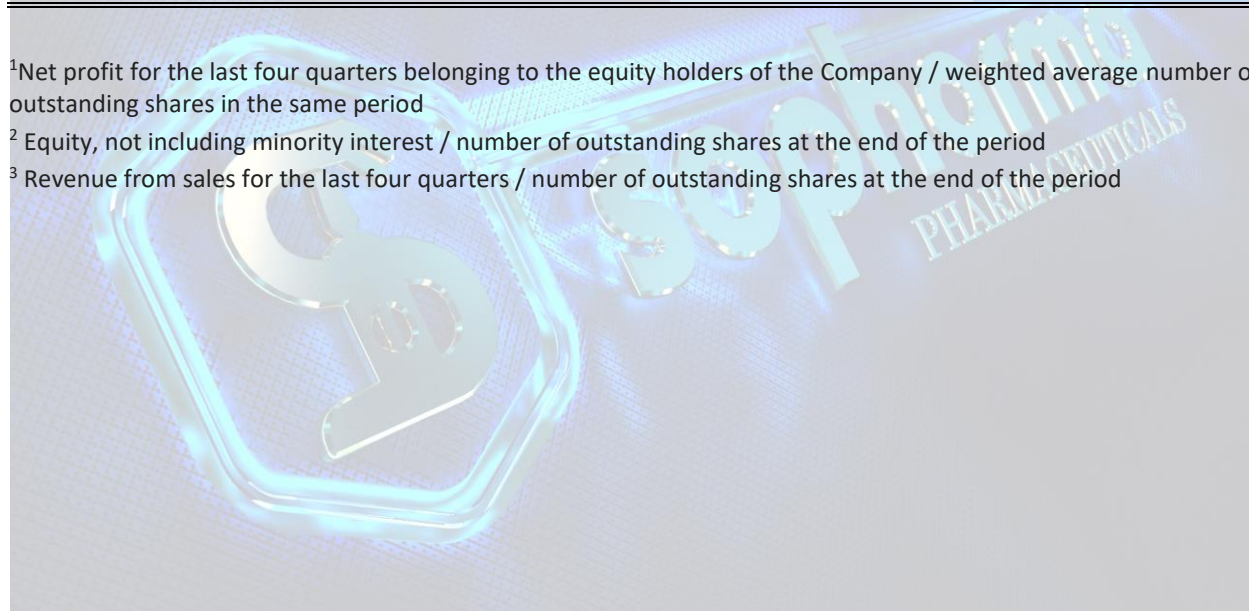 ¹Net profit for the last four quarters belonging to the equity holders of the Company / weighted average number o
outstanding shares in the same period
² Equity, not including minority interest / number of outstanding shares at the end of the period
³ Revenue from sales for the last four quarters / number of outstanding shares at the end of the period
sopharma
PHARMACEUTICALS